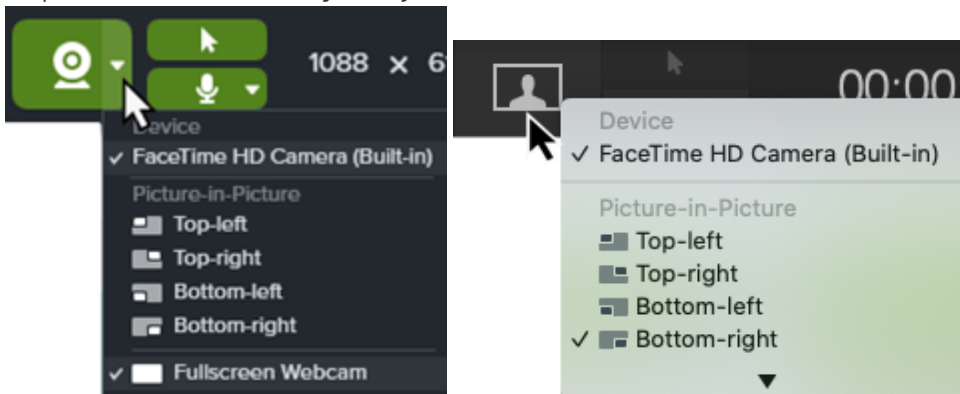 1088 × 6
Device
FaceTime HD Camera (Built-in)
Picture-in-Picture
Top-left
Top-right
Bottom-left
Bottom-right
Fullscreen Webcam
00:00
Device
FaceTime HD Camera (Built-in)
Picture-in-Picture
Top-left
Top-right
Bottom-left
Bottom-right